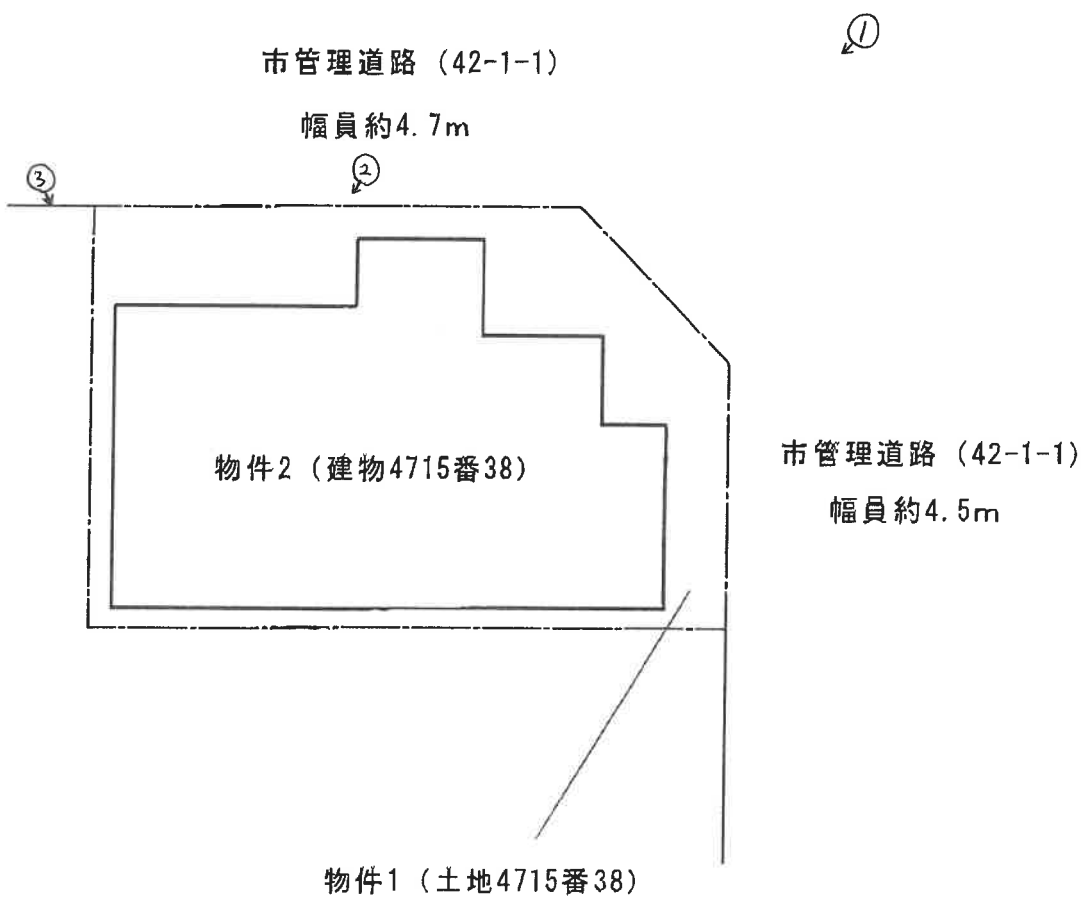 ①
市管理道路（42-1-1）
幅員約4.7m
②
③
物件2（建物4715番38）
市管理道路（42-1-1）
幅員約4.5m
物件1（土地4715番38）